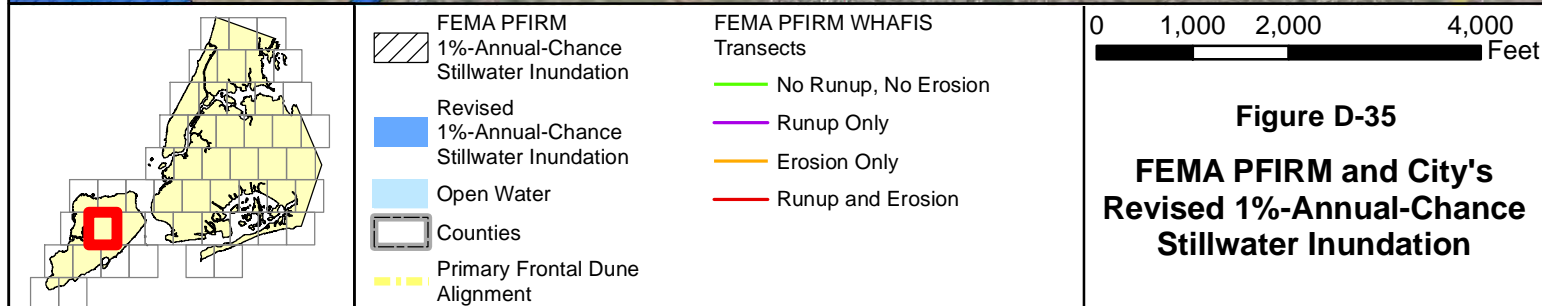 FEMA PFIRM
1%-Annual-Chance
Stillwater Inundation
Revised
1%-Annual-Chance
Stillwater Inundation
Open Water
Counties
Primary Frontal Dune
Alignment
FEMA PFIRM WHAFIS
Transects
No Runup, No Erosion
Runup Only
Erosion Only
Runup and Erosion
0 1,000 2,000 4,000
Feet
Figure D-35
FEMA PFIRM and City's
Revised 1%-Annual-Chance
Stillwater Inundation